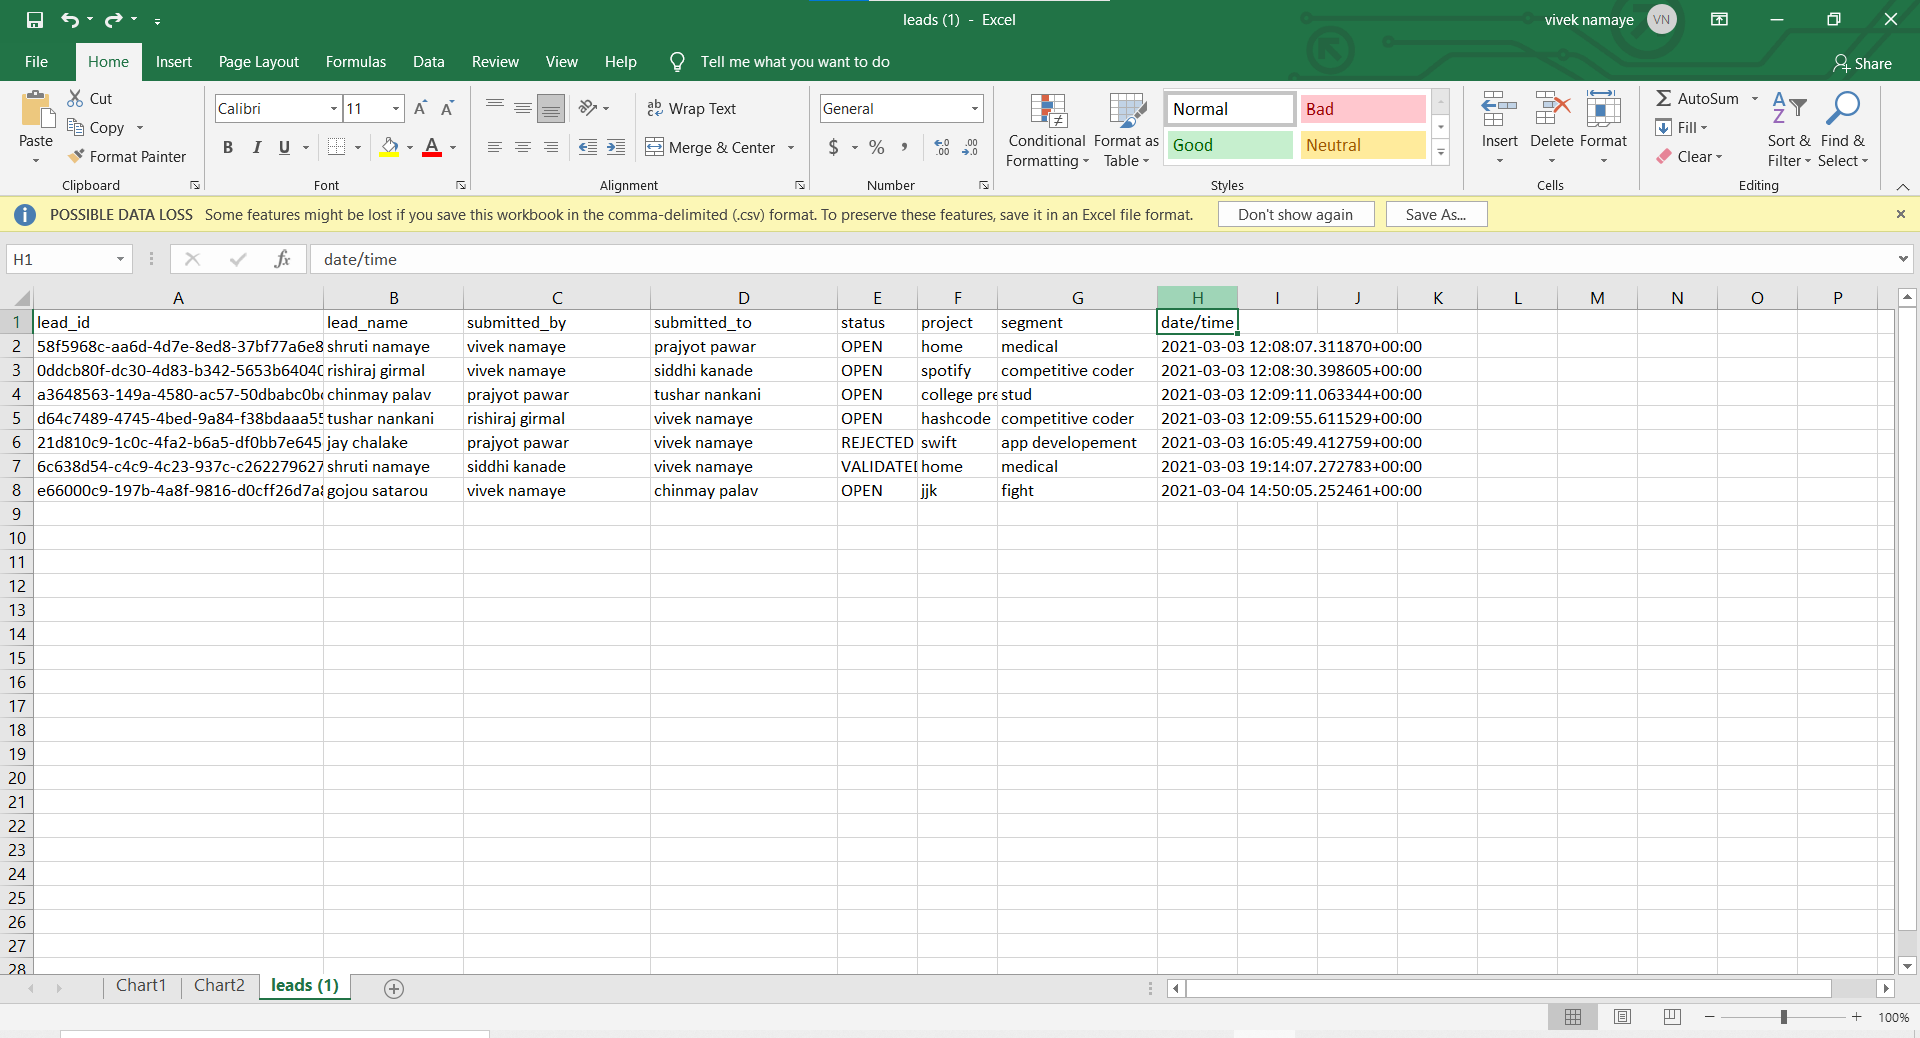 leads (1) - Excel
vivek namaye VN
File Home Insert Page Layout Formulas Data Review View Help Tell me what you want to do Share
Paste Cut Copy Format Painter Clipboard
Calibri 11 A A B I U A Font
ab Wrap Text Merge & Center Alignment
General $ % , .00 .00 Number
Conditional Formatting Format as Table Normal Bad Good Neutral Styles
Insert Delete Format Cells
AutoSum Fill Clear Sort & Filter Find & Select Editing
POSSIBLE DATA LOSS Some features might be lost if you save this workbook in the comma-delimited (.csv) format. To preserve these features, save it in an Excel file format. Don't show again Save As...
H1 fx date/time
A B C D E F G H I J K L M N O P
1 lead_id lead_name submitted_by submitted_to status project segment date/time
2 58f5968c-aa6d-4d7e-8ed8-37bf77a6e8 shruti namaye vivek namaye prajyot pawar OPEN home medical 2021-03-03 12:08:07.311870+00:00
3 0ddcb80f-dc30-4d83-b342-5653b64040 rishiraj girmal vivek namaye siddhi kanade OPEN spotify competitive coder 2021-03-03 12:08:30.398605+00:00
4 a3648563-149a-4580-ac57-50dbabc0b chinmay palav prajyot pawar tushar nankani OPEN college pre stud 2021-03-03 12:09:11.063344+00:00
5 d64c7489-4745-4bed-9a84-f38bdaaa55 tushar nankani rishiraj girmal vivek namaye OPEN hashcode competitive coder 2021-03-03 12:09:55.611529+00:00
6 21d810c9-1c0c-4fa2-b6a5-df0bb7e645 jay chalake prajyot pawar vivek namaye REJECTED swift app developement 2021-03-03 16:05:49.412759+00:00
7 6c638d54-c4c9-4c23-937c-c262279627 shruti namaye siddhi kanade vivek namaye VALIDATED home medical 2021-03-03 19:14:07.272783+00:00
8 e66000c9-197b-4a8f-9816-d0cff26d7a8 gojou satarou vivek namaye chinmay palav OPEN jjk fight 2021-03-04 14:50:05.252461+00:00
9
10
11
12
13
14
15
16
17
18
19
20
21
22
23
24
25
26
27
28
Chart1 Chart2 leads (1)
100%